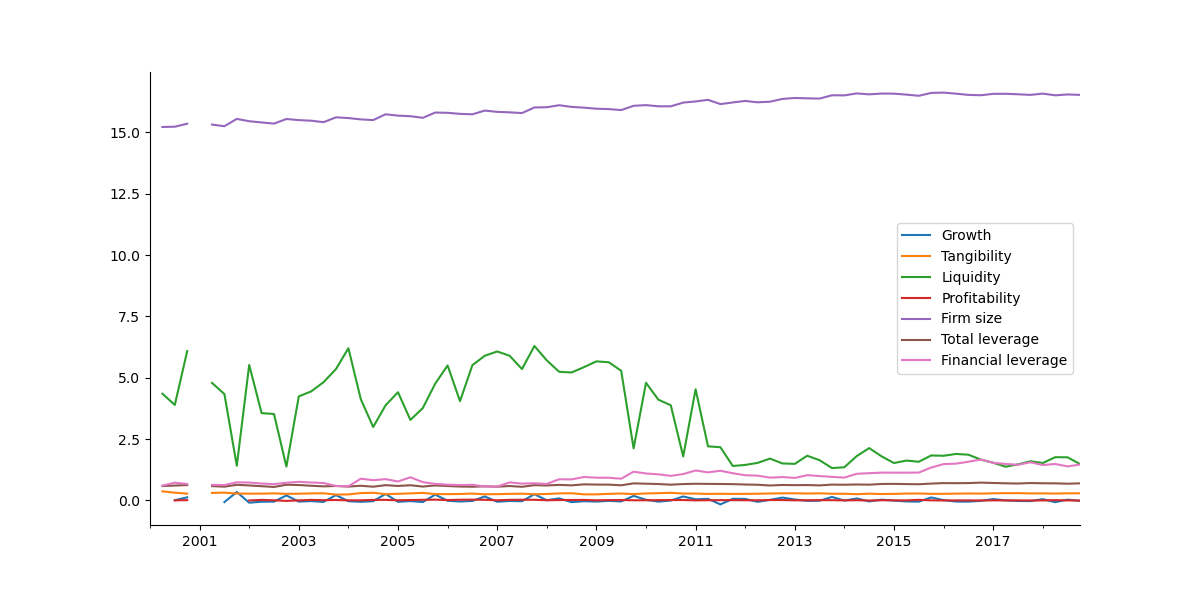 15.0
12.5
10.0
7.5
5.0
2.5
0.0
2001 2003 2005 2007 2009 2011 2013 2015 2017
Growth
Tangibility
Liquidity
Profitability
Firm size
Total leverage
Financial leverage